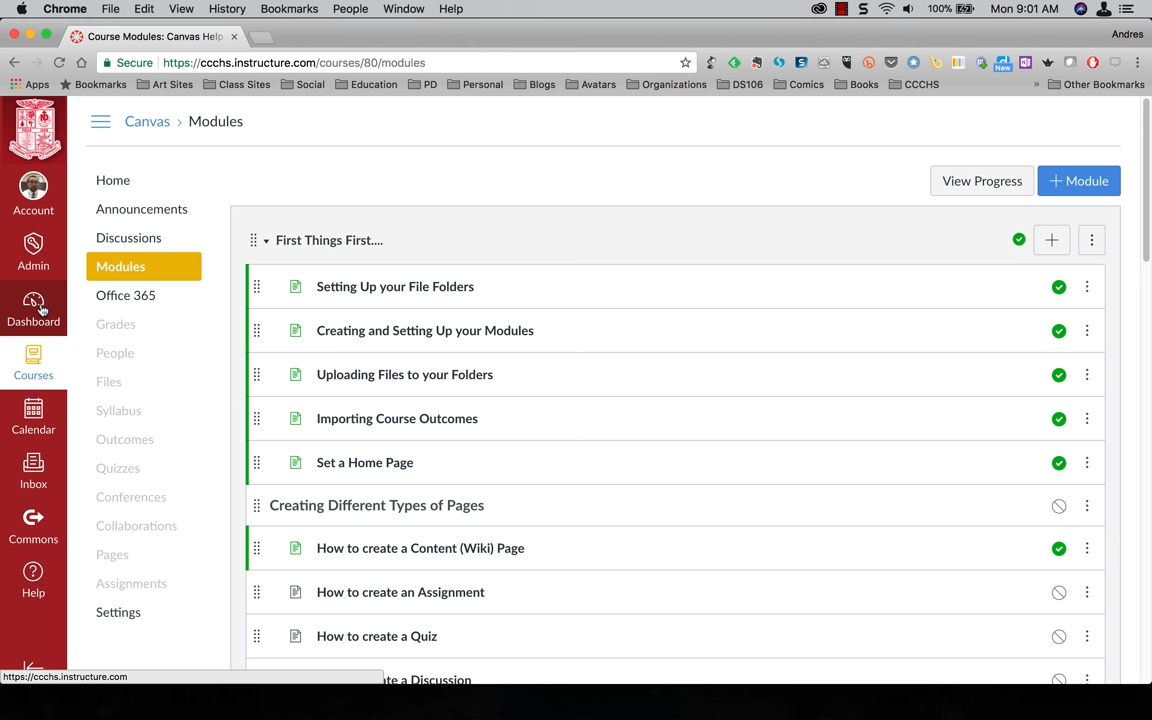 Chrome File Edit View History Bookmarks People Window Help 100% Mon 9:01 AM
Course Modules: Canvas Help Andres
Secure https://ccchs.instructure.com/courses/80/modules
Apps Bookmarks Art Sites Class Sites Social Education PD Personal Blogs Avatars Organizations DS106 Comics Books CCCHS » Other Bookmarks
New
Canvas > Modules
Account
Admin
Dashboard
Courses
Calendar
Inbox
Commons
Help
Home
Announcements
Discussions
Modules
Office 365
Grades
People
Files
Syllabus
Outcomes
Quizzes
Conferences
Collaborations
Pages
Assignments
Settings
View Progress + Module
First Things First....
Setting Up your File Folders
Creating and Setting Up your Modules
Uploading Files to your Folders
Importing Course Outcomes
Set a Home Page
Creating Different Types of Pages
How to create a Content (Wiki) Page
How to create an Assignment
How to create a Quiz
a Discussion
https://ccchs.instructure.com